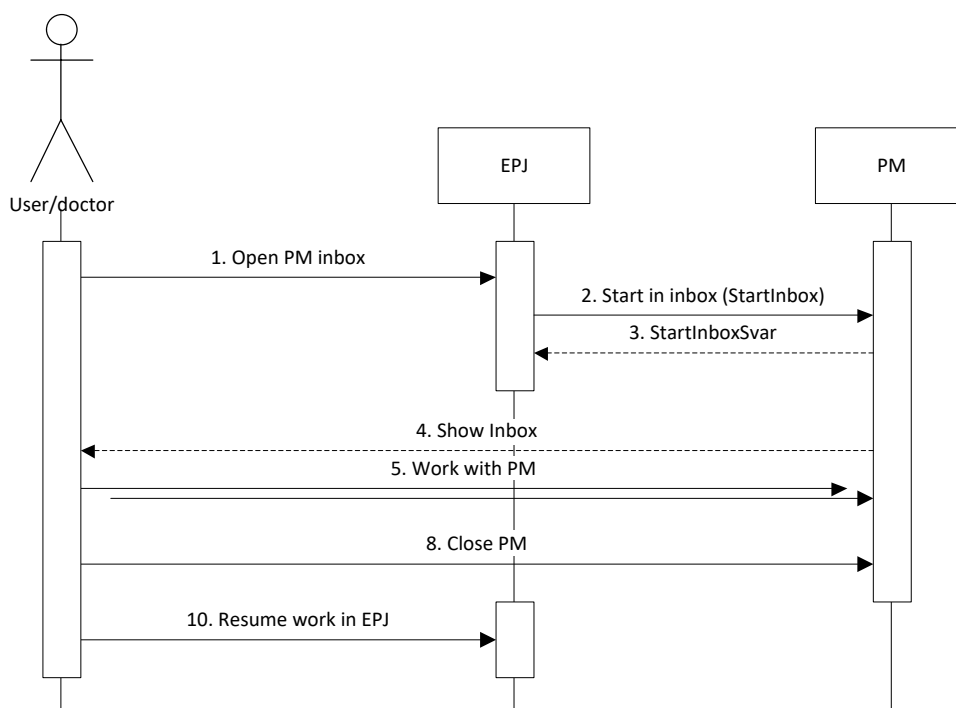 EPJ
PM
User/doctor
1. Open PM inbox
2. Start in inbox (StartInbox)
3. StartInboxSvar
4. Show Inbox
5. Work with PM
8. Close PM
10. Resume work in EPJ